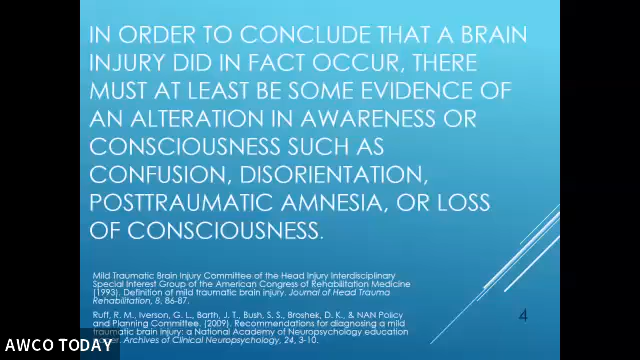 IN ORDER TO CONCLUDE THAT A BRAIN
INJURY DID IN FACT OCCUR, THERE
MUST AT LEAST BE SOME EVIDENCE OF
AN ALTERATION IN AWARENESS OR
CONSCIOUSNESS SUCH AS
CONFUSION, DISORIENTATION,
POSTTRAUMATIC AMNESIA, OR LOSS
OF CONSCIOUSNESS.
Mild Traumatic Brain Injury Committee of the Head Injury Interdisciplinary
Special Interest Group of the American Congress of Rehabilitation Medicine
(1993). Definition of mild traumatic brain injury. Journal of Head Trauma
Rehabilitation, 8, 86-87.
Ruff, R. M., Iverson, G. L., Barth, J. T., Bush, S. S., Broshek, D. K., & NAN Policy
and Planning Committee. (2009). Recommendations for diagnosing a mild
traumatic brain injury: a National Academy of Neuropsychology education
Archives of Clinical Neuropsychology, 24, 3-10.
4
AWCO TODAY